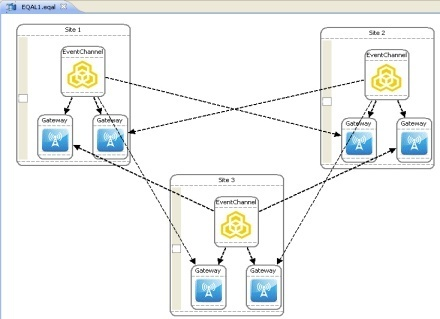 EQAL1.eqal
Site 1
EventChannel
Gateway
Gateway
Site 2
EventChannel
Gateway
Gateway
Site 3
EventChannel
Gateway
Gateway